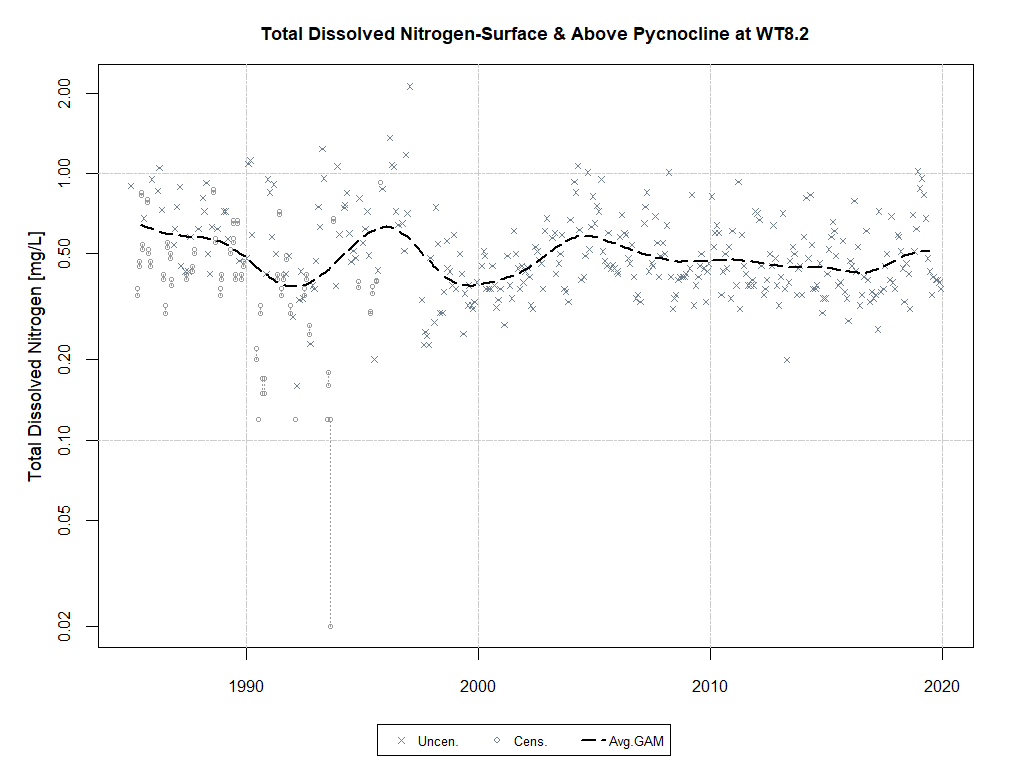 Total Dissolved Nitrogen-Surface & Above Pycnocline at WT8.2
Total Dissolved Nitrogen [mg/L]
2.00
1.00
0.50
0.20
0.10
0.05
0.02
1990 2000 2010 2020
Uncen. Cens. Avg.GAM